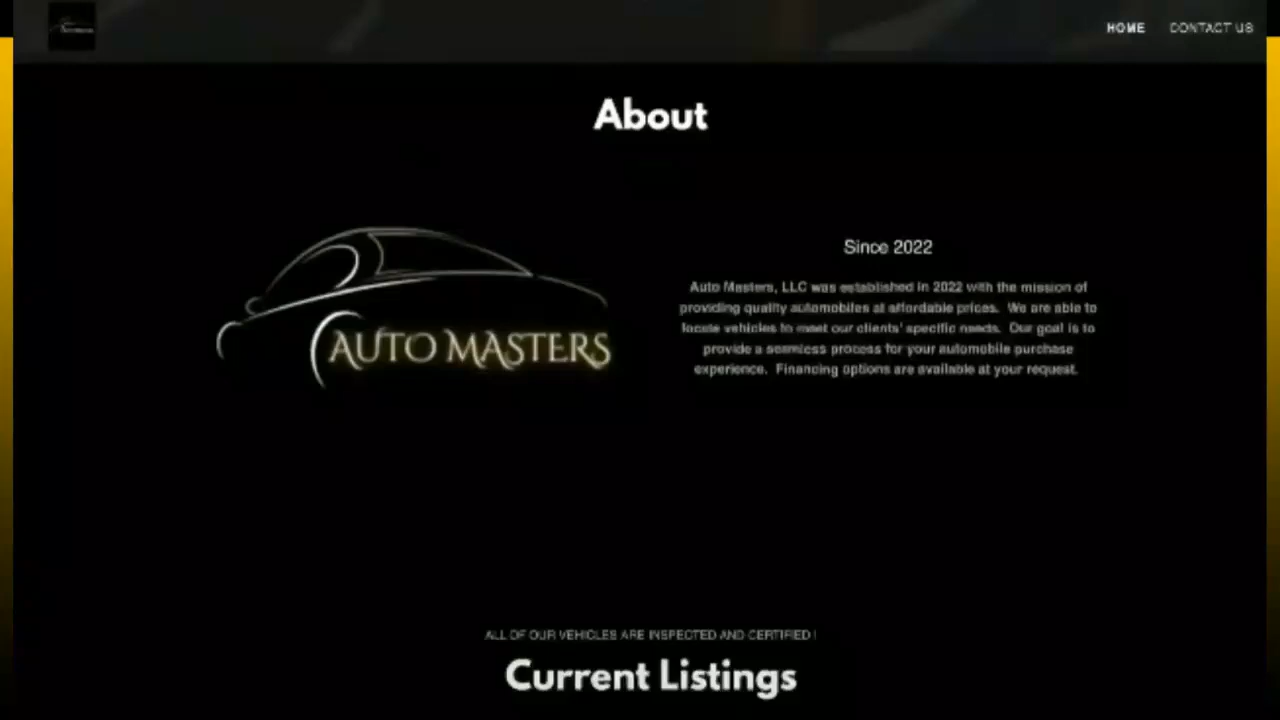 HOME CONTACT US
About
Since 2022
AUTO MASTERS
Auto Masters, LLC was established in 2022 with the mission of
providing quality automobiles at affordable prices. We are able to
locate vehicles to meet our clients' specific needs. Our goal is to
provide a seamless process for your automobile purchase
experience. Financing options are available at your request.
ALL OF OUR VEHICLES ARE INSPECTED AND CERTIFIED!
Current Listings